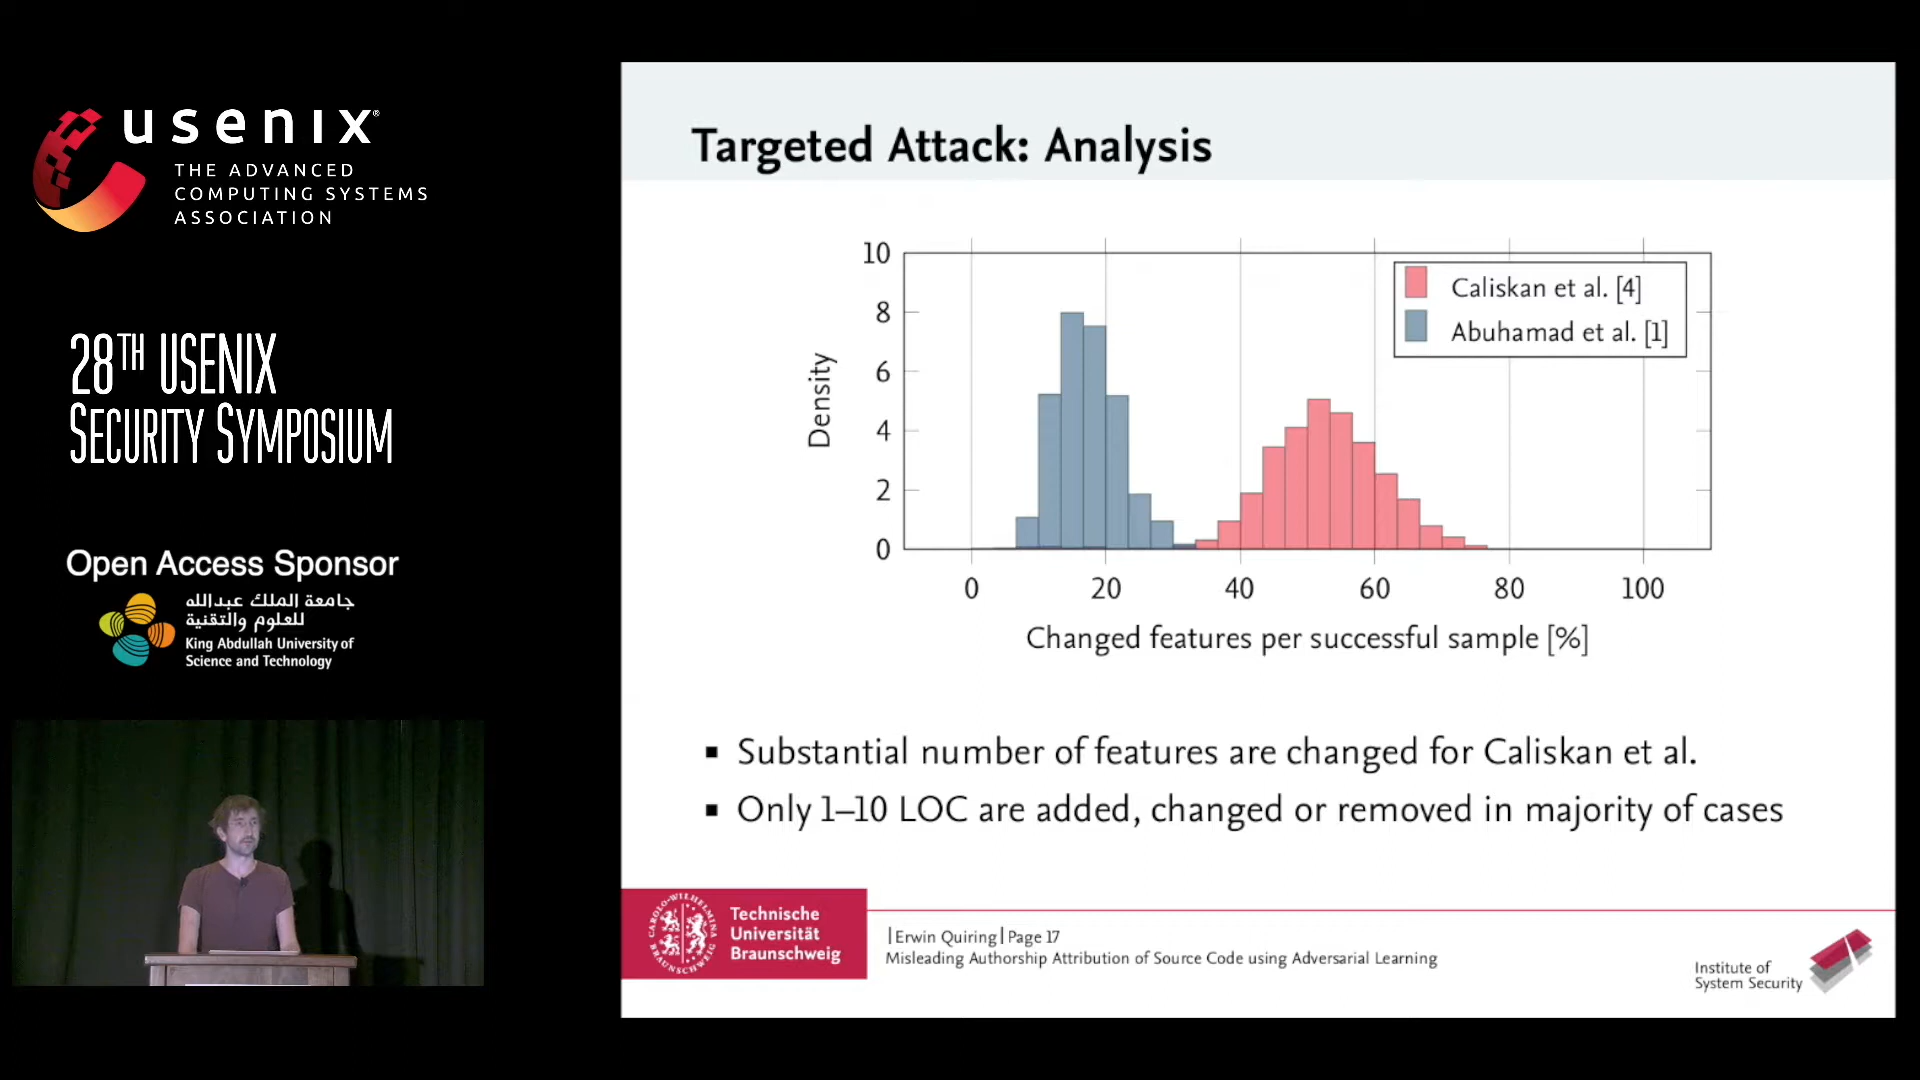 usenix®
THE ADVANCED
COMPUTING SYSTEMS
ASSOCIATION
28TH USENIX
SECURITY SYMPOSIUM
Open Access Sponsor
جامعة الملك عبدالله
للعلوم والتقنية
King Abdullah University of
Science and Technology
Targeted Attack: Analysis
10
8
6
4
2
0
Density
Caliskan et al. [4]
Abuhamad et al. [1]
0 20 40 60 80 100
Changed features per successful sample [%]
▪ Substantial number of features are changed for Caliskan et al.
▪ Only 1–10 LOC are added, changed or removed in majority of cases
CAROLO-WILHELMINA
BRAUNSCHWEIG
Technische
Universität
Braunschweig
| Erwin Quiring | Page 17
Misleading Authorship Attribution of Source Code using Adversarial Learning
Institute of
System Security